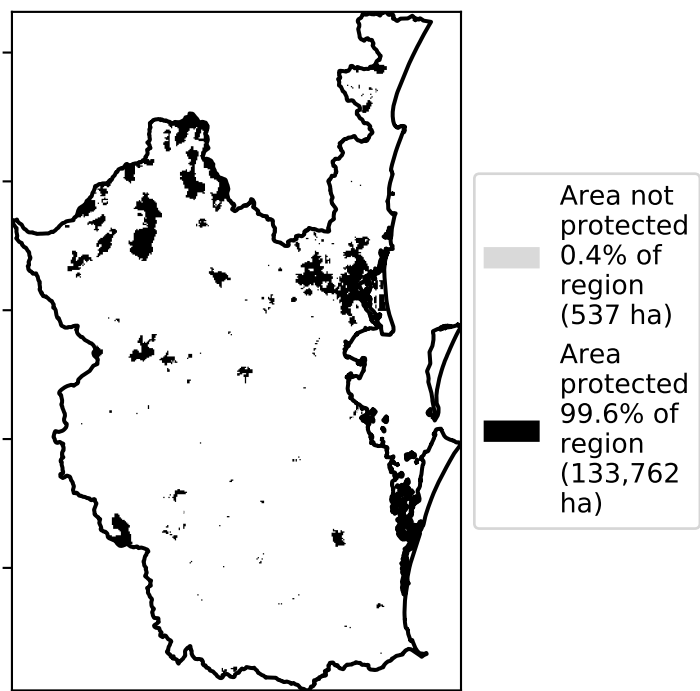 Area not
protected
0.4% of
region
(537 ha)
Area
protected
99.6% of
region
(133,762
ha)